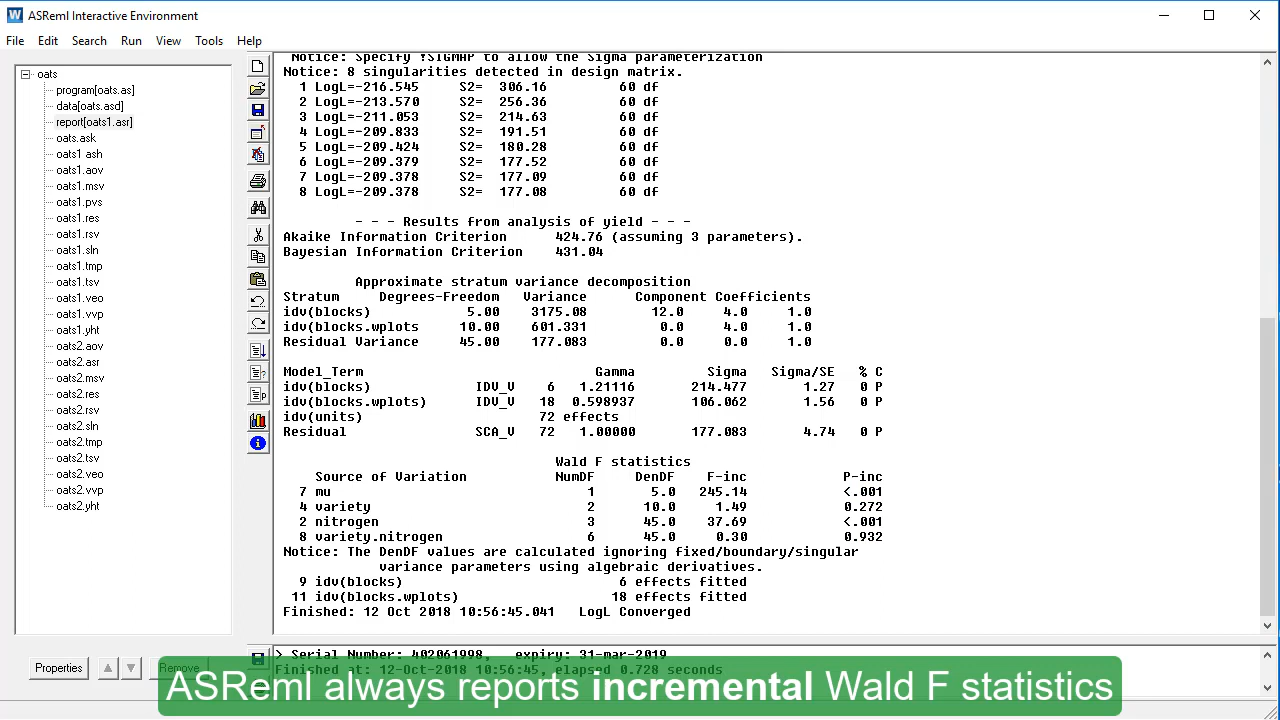 ASReml Interactive Environment
File Edit Search Run View Tools Help
oats
program[oats.as]
data[oats.asd]
report[oats1.asr]
oats.ask
oats1 ash
oats1.aov
oats1.msv
oats1.pvs
oats1.res
oats1.rsv
oats1.sln
oats1.tmp
oats1.tsv
oats1.veo
oats1.vvp
oats1.yht
oats2.aov
oats2.asr
oats2.msv
oats2.res
oats2.rsv
oats2.sln
oats2.tmp
oats2.tsv
oats2.veo
oats2.vvp
oats2.yht
Properties Remove
Notice: Specify !SIGMAP to allow the Sigma parameterization
Notice: 8 singularities detected in design matrix.
1 LogL=-216.545 S2= 306.16 60 df
2 LogL=-213.570 S2= 256.36 60 df
3 LogL=-211.053 S2= 214.63 60 df
4 LogL=-209.833 S2= 191.51 60 df
5 LogL=-209.424 S2= 180.28 60 df
6 LogL=-209.379 S2= 177.52 60 df
7 LogL=-209.378 S2= 177.09 60 df
8 LogL=-209.378 S2= 177.08 60 df
- - - Results from analysis of yield - - -
Akaike Information Criterion 424.76 (assuming 3 parameters).
Bayesian Information Criterion 431.04
Approximate stratum variance decomposition
Stratum Degrees-Freedom Variance Component Coefficients
idv(blocks) 5.00 3175.08 12.0 4.0 1.0
idv(blocks.wplots 10.00 601.331 0.0 4.0 1.0
Residual Variance 45.00 177.083 0.0 0.0 1.0
Model_Term Gamma Sigma Sigma/SE % C
idv(blocks) IDV_V 6 1.21116 214.477 1.27 0 P
idv(blocks.wplots) IDV_V 18 0.598937 106.062 1.56 0 P
idv(units) 72 effects
Residual SCA_V 72 1.00000 177.083 4.74 0 P
Wald F statistics
Source of Variation NumDF DenDF F-inc P-inc
7 mu 1 5.0 245.14 <.001
4 variety 2 10.0 1.49 0.272
2 nitrogen 3 45.0 37.69 <.001
8 variety.nitrogen 6 45.0 0.30 0.932
Notice: The DenDF values are calculated ignoring fixed/boundary/singular
variance parameters using algebraic derivatives.
9 idv(blocks) 6 effects fitted
11 idv(blocks.wplots) 18 effects fitted
Finished: 12 Oct 2018 10:56:45.041 LogL Converged
> Serial Number: 402061998, expiry: 31-mar-2019
Finished at: 12-Oct-2018 10:56:45, elapsed 0.728 seconds
ASReml always reports incremental Wald F statistics